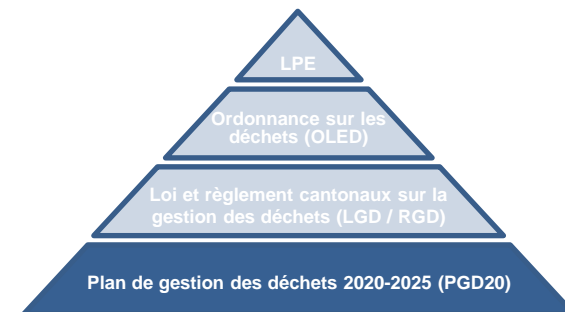 LPE
Ordonnance sur les
déchets (OLED)
Loi et règlement cantonaux sur la
gestion des déchets (LGD / RGD)
Plan de gestion des déchets 2020-2025 (PGD20)